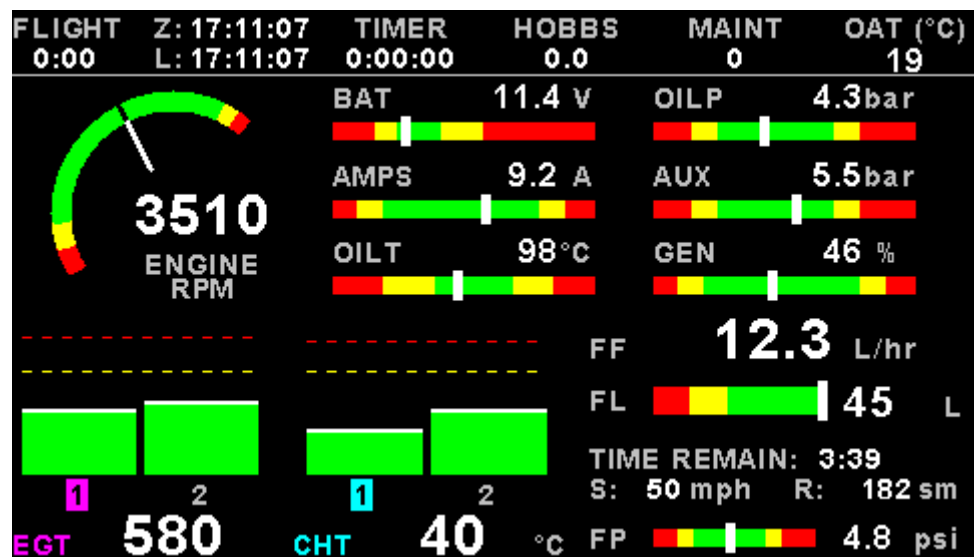 FLIGHT Z: 17:11:07 TIMER HOBBS MAINT OAT (°C)
0:00 L: 17:11:07 0:00:00 0.0 0 19
BAT 11.4 V OILP 4.3bar
AMPS 9.2 A AUX 5.5bar
3510
OILT 98°C GEN 46 %
ENGINE
RPM
FF 12.3 L/hr
FL 45 L
TIME REMAIN: 3:39
1 2 1 2 S: 50 mph R: 182 sm
EGT 580 CHT 40 °C FP 4.8 psi